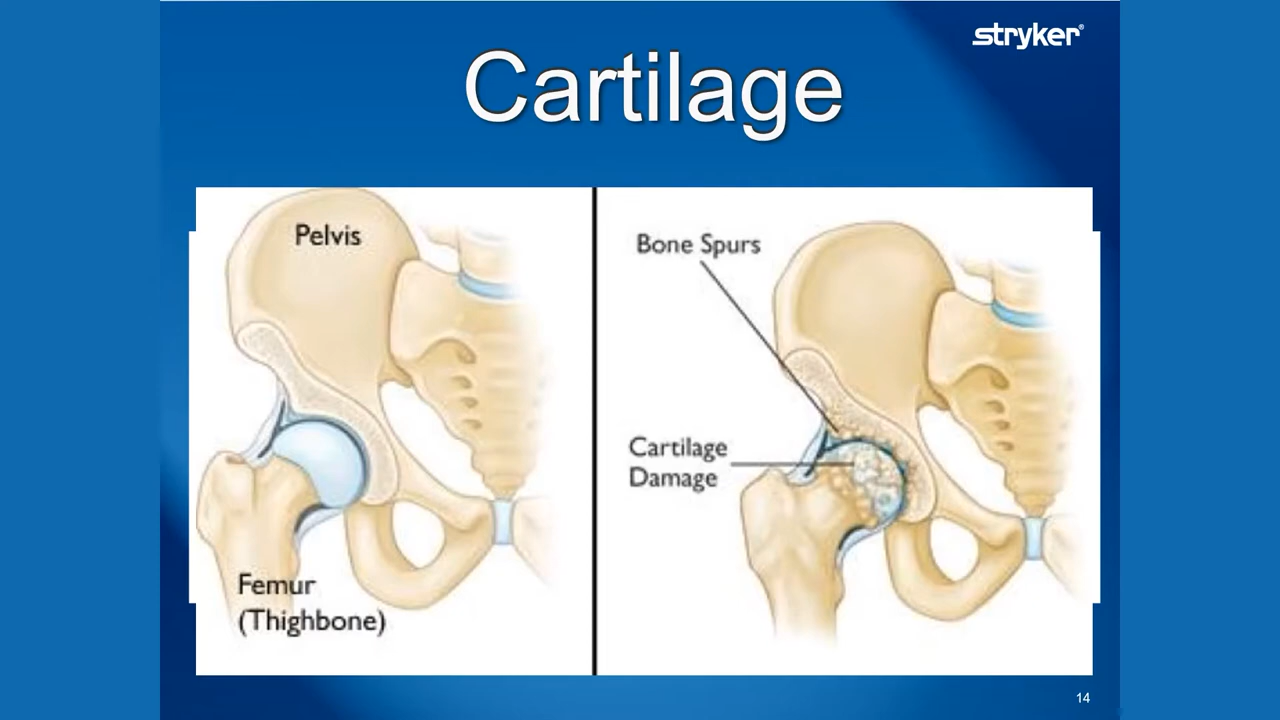 stryker®
Cartilage
Pelvis
Femur
(Thighbone)
Bone Spurs
Cartilage
Damage
14